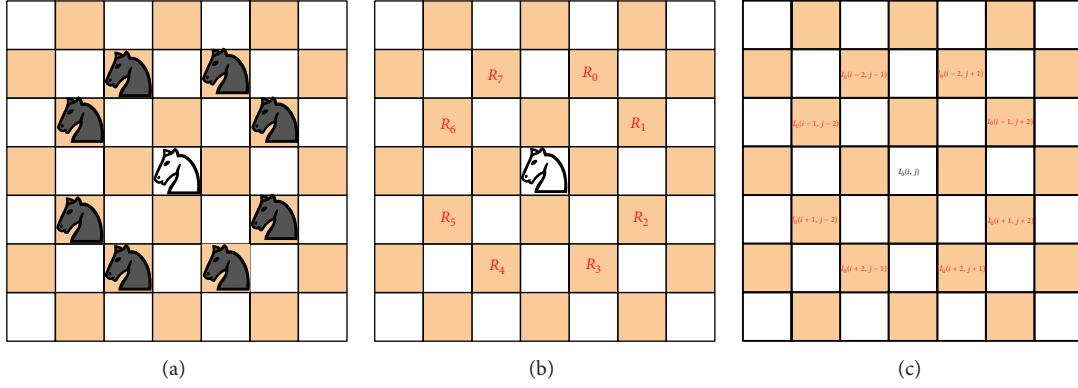 R₇ R₀
R₆ R₁
R₅ R₂
R₄ R₃
I₀(i − 2, j − 1) I₀(i − 2, j + 1)
I₀(i − 1, j − 2) I₀(i − 1, j + 2)
I₀(i, j)
I₀(i + 1, j − 2) I₀(i + 1, j + 2)
I₀(i + 2, j − 1) I₀(i + 2, j + 1)
(a) (b) (c)